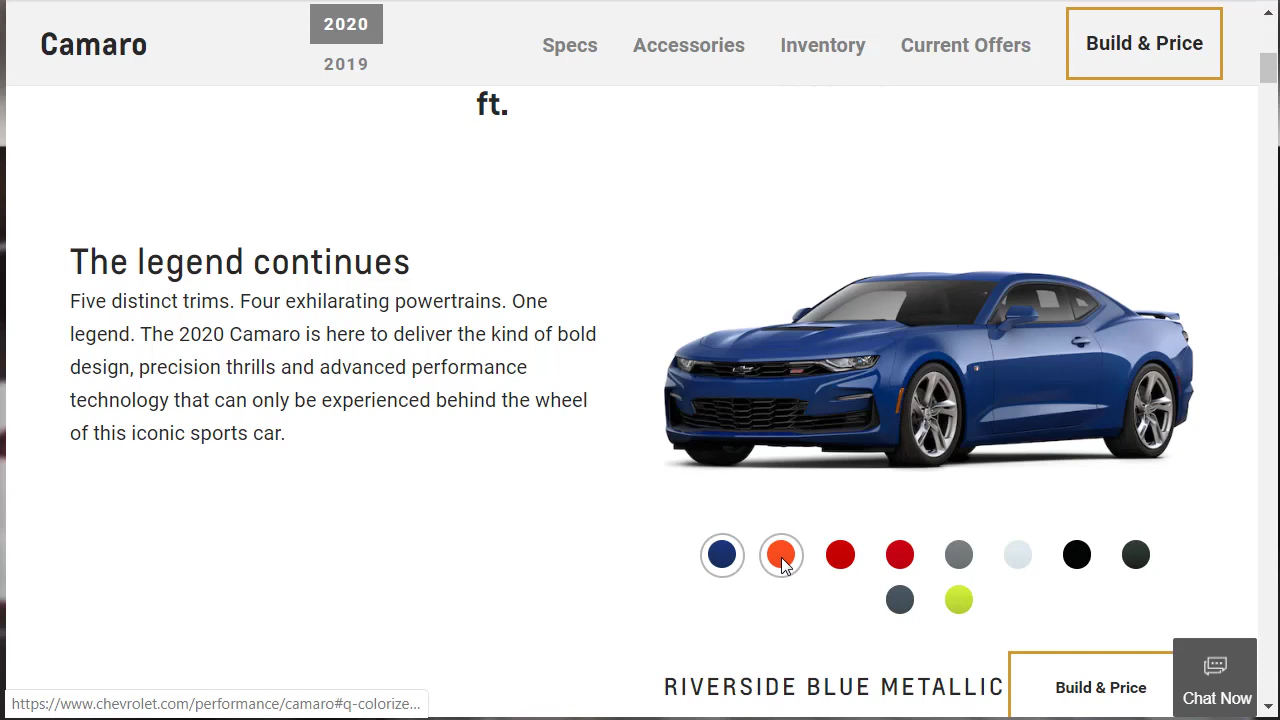 Camaro
2020
2019
Specs
Accessories
Inventory
Current Offers
Build & Price
ft.
The legend continues
Five distinct trims. Four exhilarating powertrains. One
legend. The 2020 Camaro is here to deliver the kind of bold
design, precision thrills and advanced performance
technology that can only be experienced behind the wheel
of this iconic sports car.
RIVERSIDE BLUE METALLIC
Build & Price
Chat Now
https://www.chevrolet.com/performance/camaro#q-colorize...